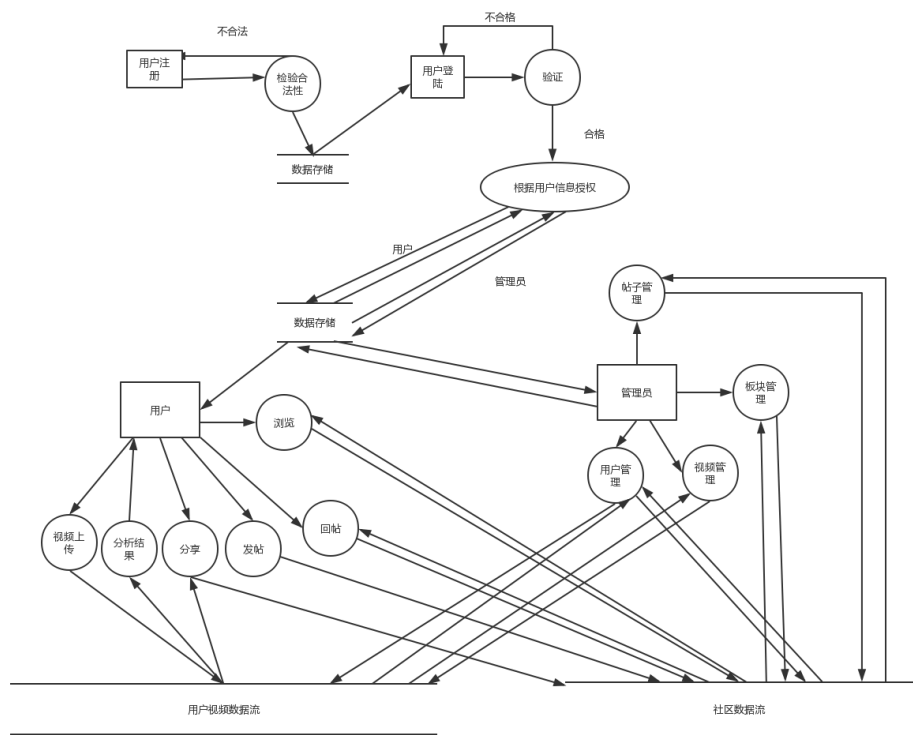 不合格
不合法
用户注
册
检验合
法性
用户登
陆
验证
合格
数据存储
根据用户信息授权
用户
管理员
帖子管
理
数据存储
管理员
板块管
理
用户
浏览
用户管
理
视频管
理
视频上
传
分析结
果
分享
发帖
回帖
用户视频数据流
社区数据流